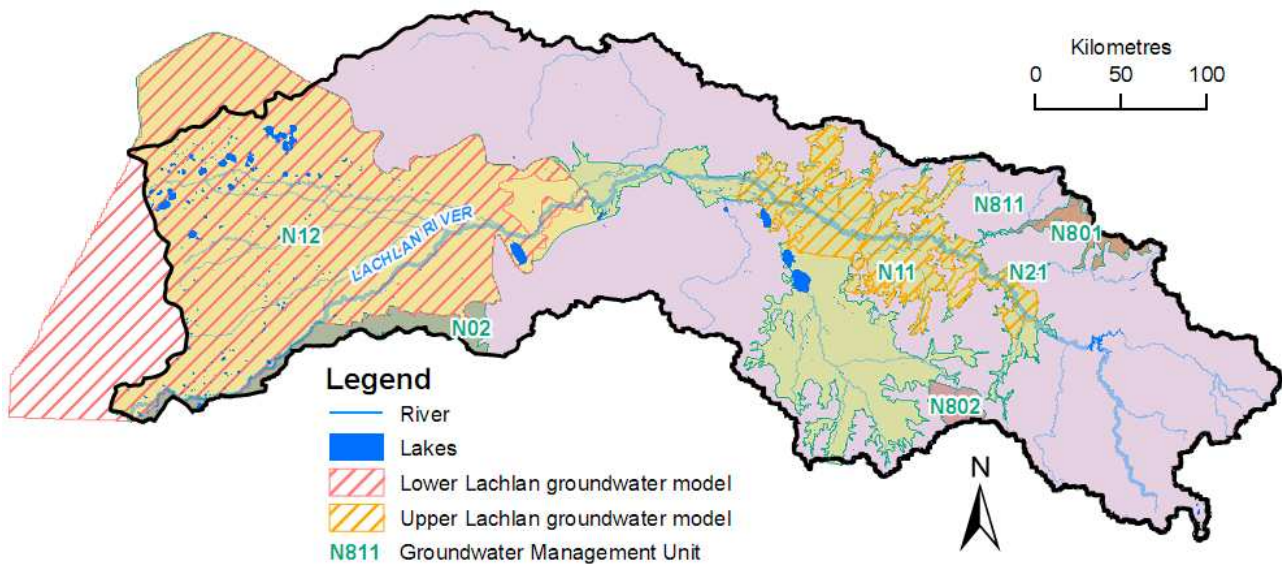 Kilometres
0 50 100
N811
N801
N12
LACHLAN RIVER
N11
N21
N02
N802
Legend
River
Lakes
Lower Lachlan groundwater model
Upper Lachlan groundwater model
N811 Groundwater Management Unit
N